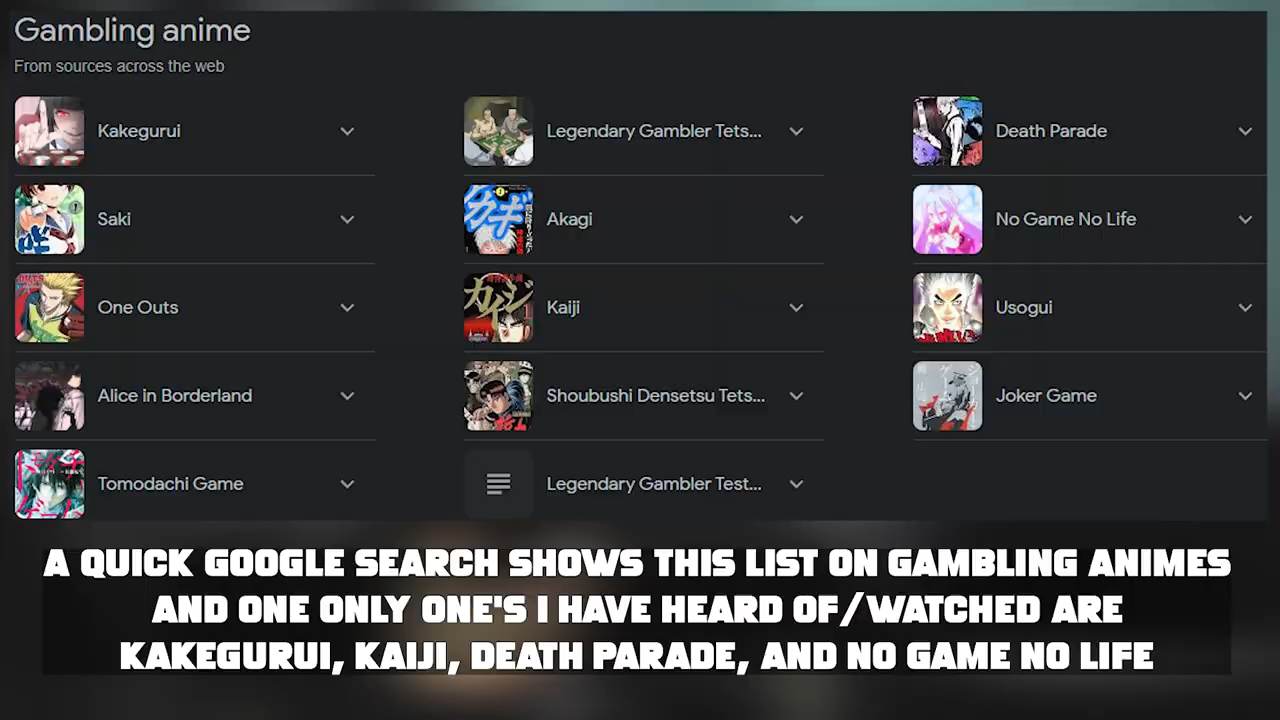 Gambling anime
From sources across the web
Kakegurui
Legendary Gambler Tets...
Death Parade
Saki
Akagi
No Game No Life
One Outs
Kaiji
Usogui
Alice in Borderland
Shoubushi Densetsu Tets...
Joker Game
Tomodachi Game
Legendary Gambler Test...
A QUICK GOOGLE SEARCH SHOWS THIS LIST ON GAMBLING ANIMES
AND ONE ONLY ONE'S I HAVE HEARD OF/WATCHED ARE
KAKEGURUI, KAIJI, DEATH PARADE, AND NO GAME NO LIFE